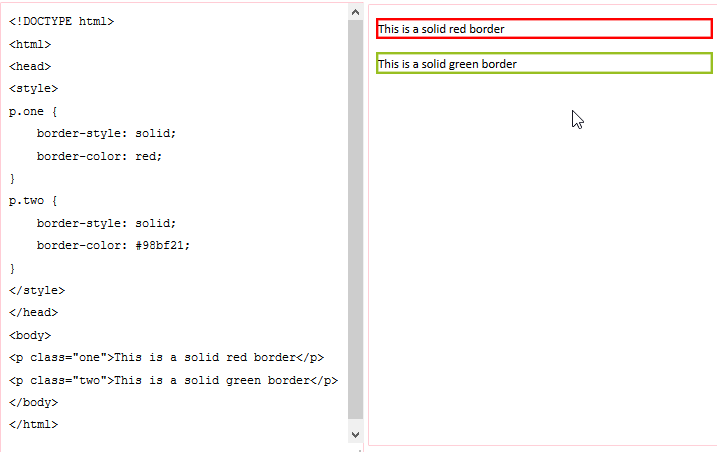 <!DOCTYPE html>
<html>
<head>
<style>
p.one {
    border-style: solid;
    border-color: red;
}
p.two {
    border-style: solid;
    border-color: #98bf21;
}
</style>
</head>
<body>
<p class="one">This is a solid red border</p>
<p class="two">This is a solid green border</p>
</body>
</html>
This is a solid red border
This is a solid green border